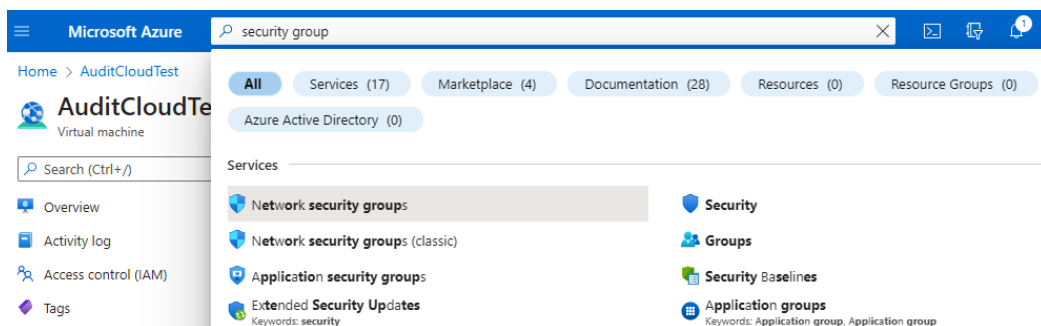 Microsoft Azure
security group
1
Home > AuditCloudTest
AuditCloudTe
Virtual machine
Search (Ctrl+/)
Overview
Activity log
Access control (IAM)
Tags
All
Services (17)
Marketplace (4)
Documentation (28)
Resources (0)
Resource Groups (0)
Azure Active Directory (0)
Services
Network security groups
Network security groups (classic)
Application security groups
Extended Security Updates
Keywords: security
Security
Groups
Security Baselines
Application groups
Keywords: Application group, Application group